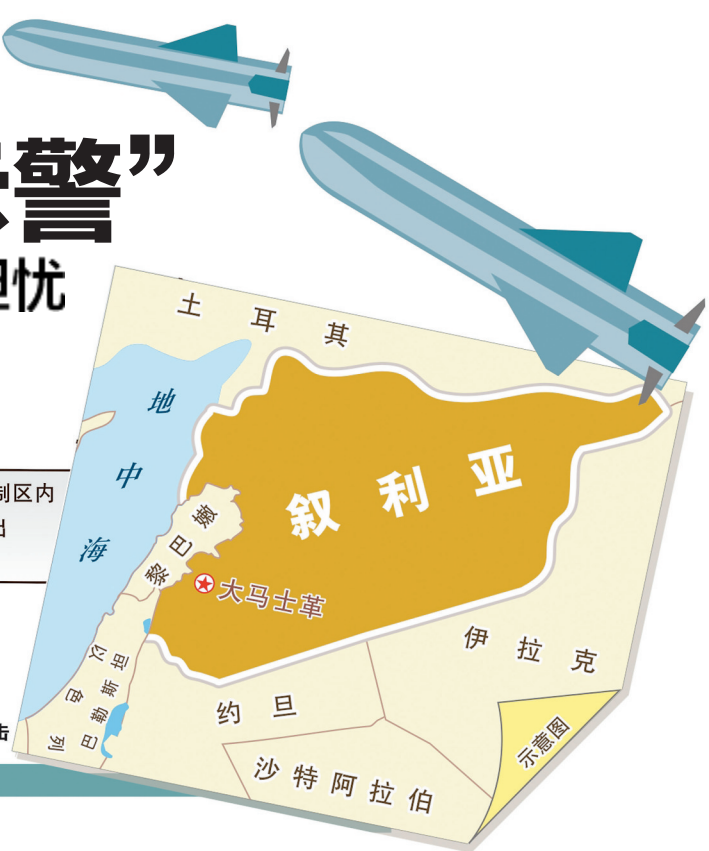 警”
忧
制区内
土耳其
地中海
叙利亚
黎巴嫩
大马士革
以色列
巴勒斯坦
约旦
伊拉克
沙特阿拉伯
示意图
击